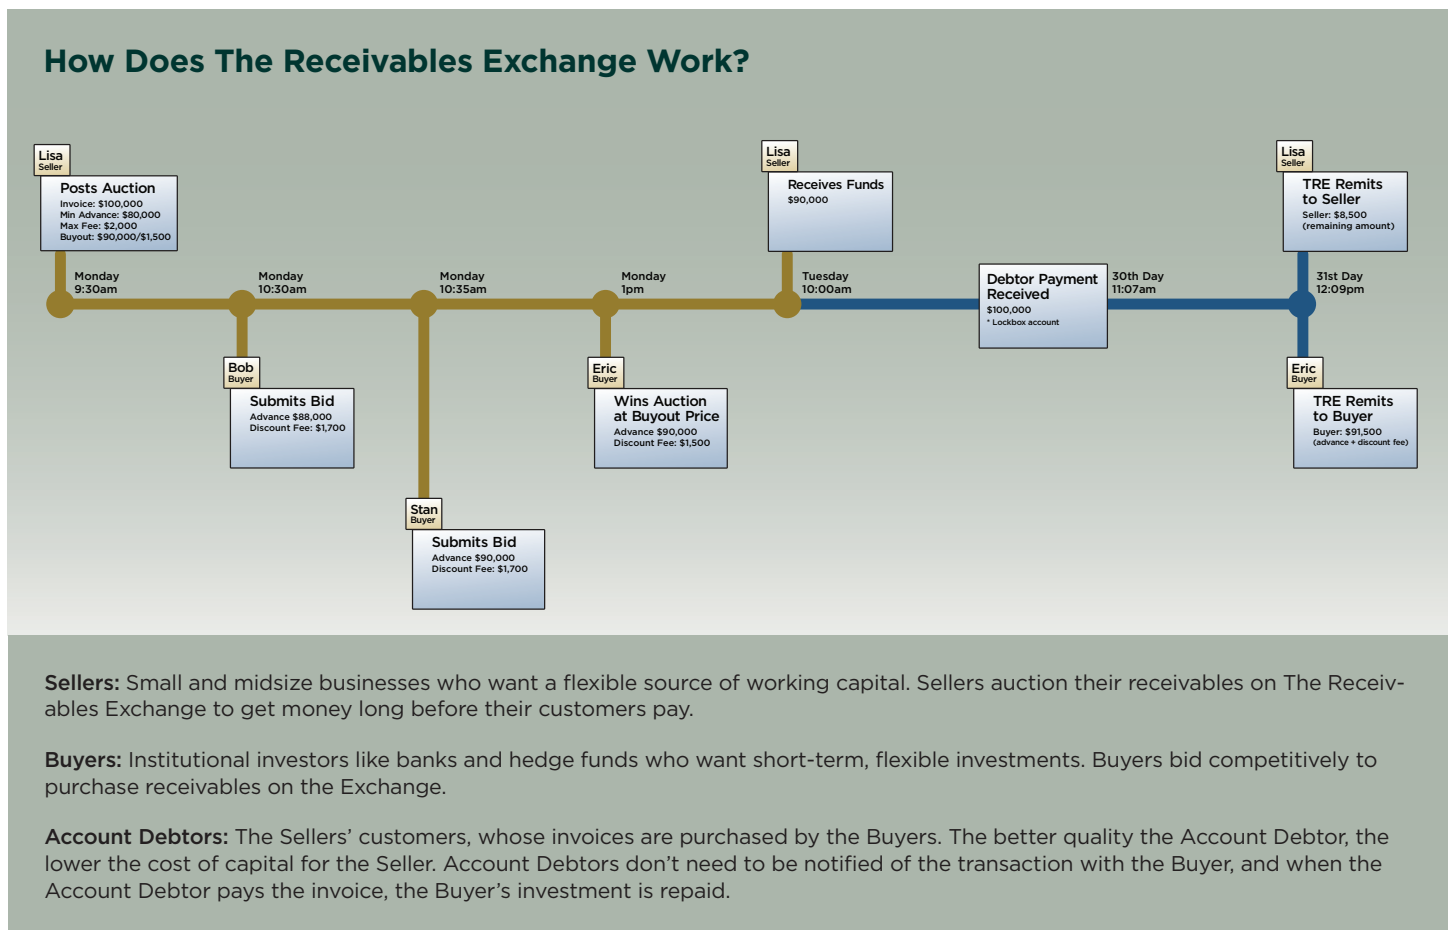 How Does The Receivables Exchange Work?
Lisa
Seller
Posts Auction
Invoice: $100,000
Min Advance: $80,000
Max Fee: $2,000
Buyout: $90,000/$1,500
Monday
9:30am
Monday
10:30am
Bob
Buyer
Submits Bid
Advance $88,000
Discount Fee: $1,700
Monday
10:35am
Stan
Buyer
Submits Bid
Advance $90,000
Discount Fee: $1,700
Monday
1pm
Eric
Buyer
Wins Auction
at Buyout Price
Advance $90,000
Discount Fee: $1,500
Lisa
Seller
Receives Funds
$90,000
Tuesday
10:00am
Debtor Payment
Received
$100,000
* Lockbox account
30th Day
11:07am
Lisa
Seller
TRE Remits
to Seller
Seller: $8,500
(remaining amount)
31st Day
12:09pm
Eric
Buyer
TRE Remits
to Buyer
Buyer: $91,500
(advance + discount fee)
Sellers: Small and midsize businesses who want a flexible source of working capital. Sellers auction their receivables on The Receiv-
ables Exchange to get money long before their customers pay.
Buyers: Institutional investors like banks and hedge funds who want short-term, flexible investments. Buyers bid competitively to
purchase receivables on the Exchange.
Account Debtors: The Sellers’ customers, whose invoices are purchased by the Buyers. The better quality the Account Debtor, the
lower the cost of capital for the Seller. Account Debtors don’t need to be notified of the transaction with the Buyer, and when the
Account Debtor pays the invoice, the Buyer’s investment is repaid.